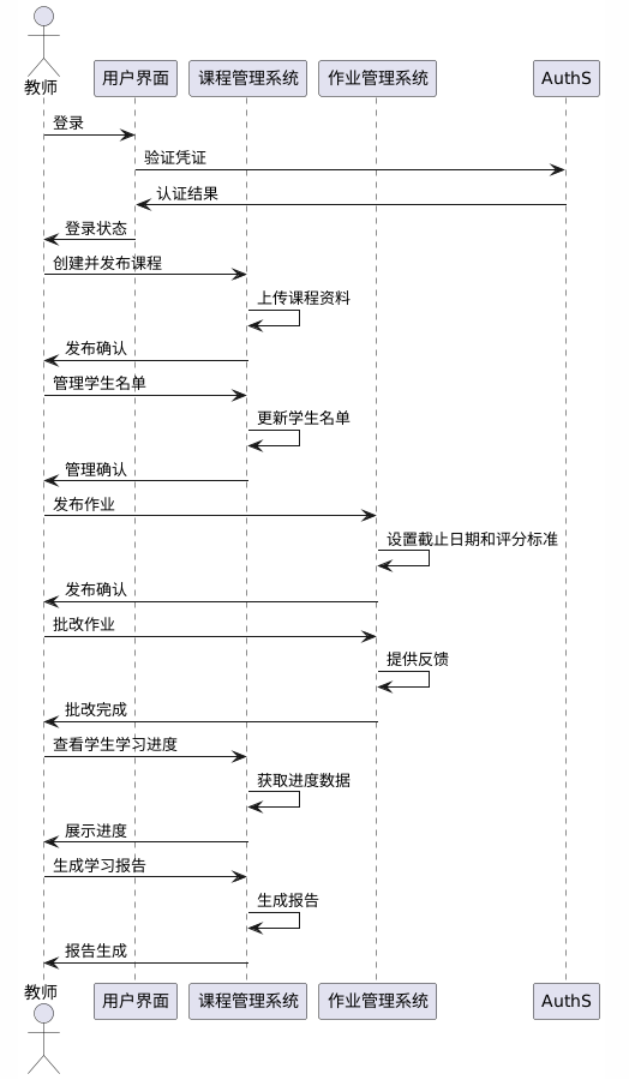 教师
用户界面
课程管理系统
作业管理系统
AuthS
登录
验证凭证
认证结果
登录状态
创建并发布课程
上传课程资料
发布确认
管理学生名单
更新学生名单
管理确认
发布作业
设置截止日期和评分标准
发布确认
批改作业
提供反馈
批改完成
查看学生学习进度
获取进度数据
展示进度
生成学习报告
生成报告
报告生成
教师
用户界面
课程管理系统
作业管理系统
AuthS